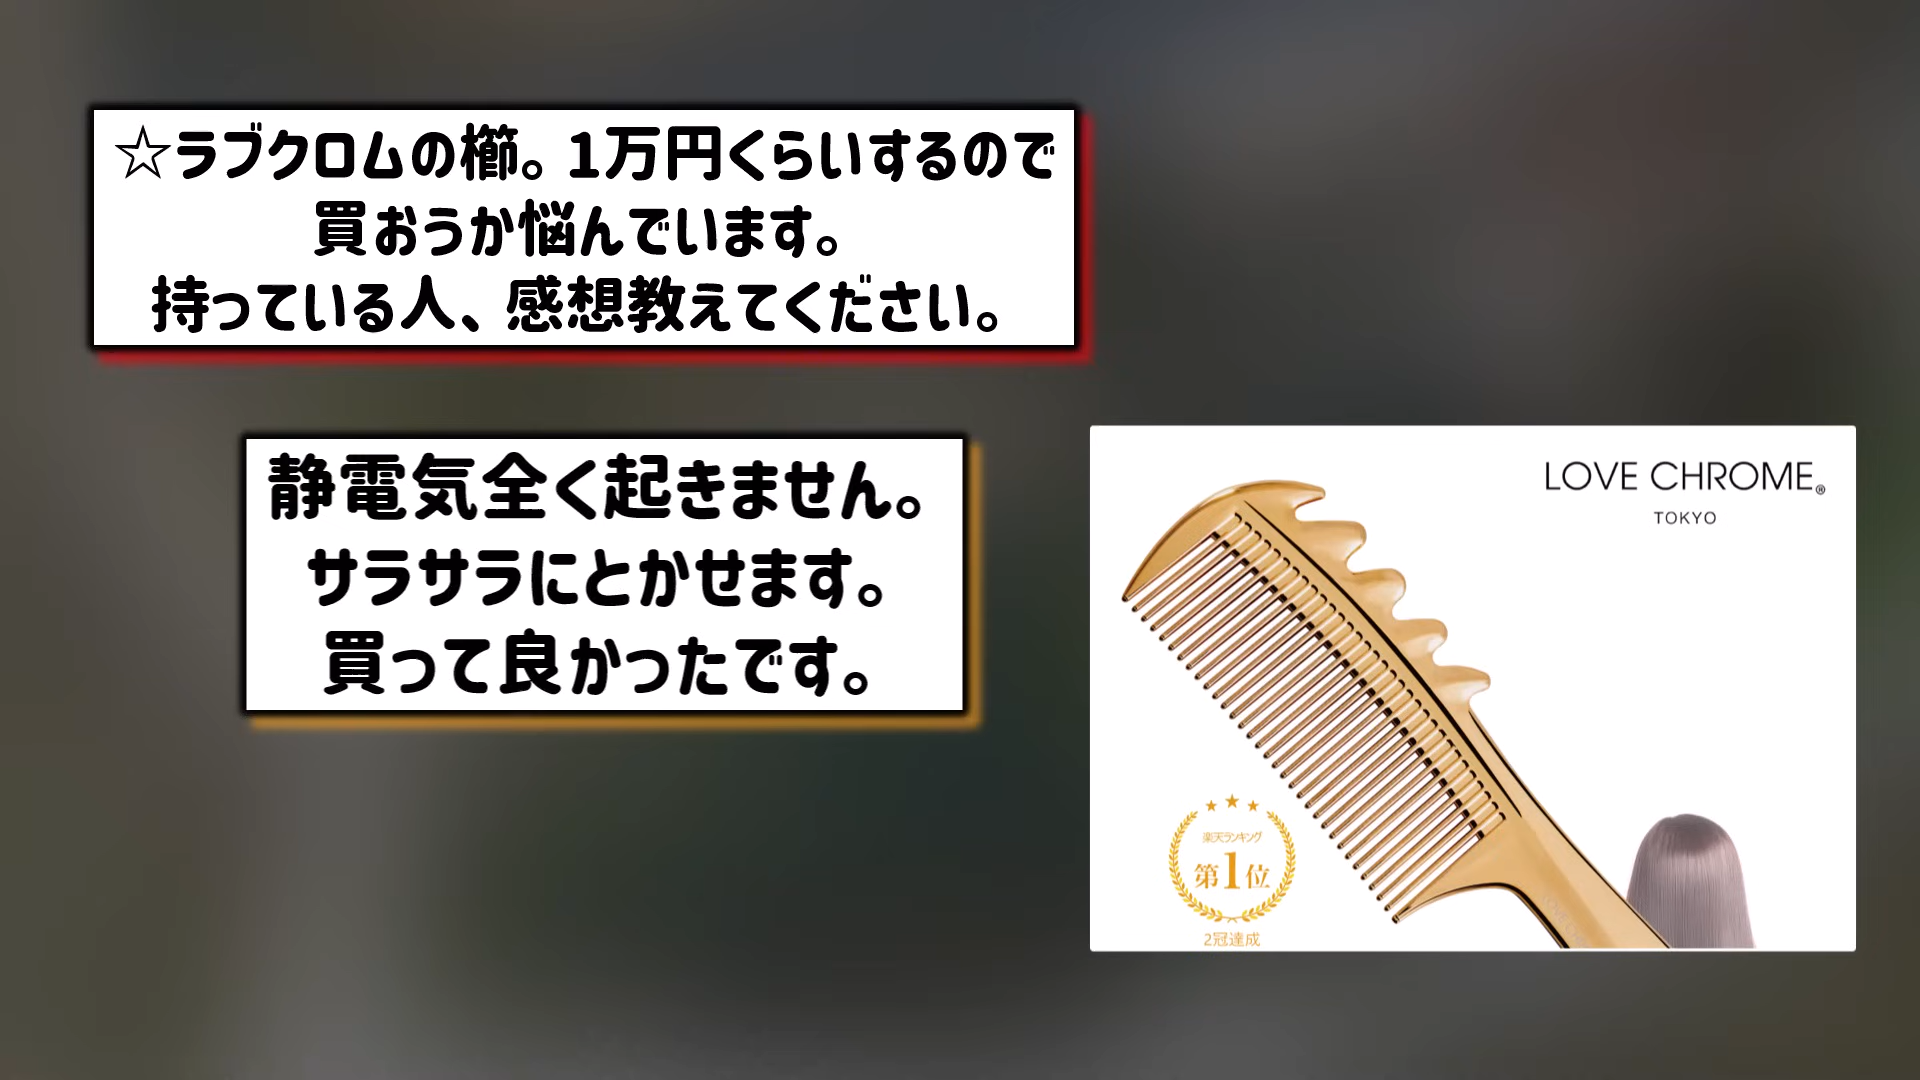 ☆ラブクロムの櫛。1万円くらいするので
買おうか悩んでいます。
持っている人、感想教えてください。
静電気全く起きません。
サラサラにとかせます。
買って良かったです。
LOVE CHROME®
TOKYO
楽天ランキング
第1位
2冠達成